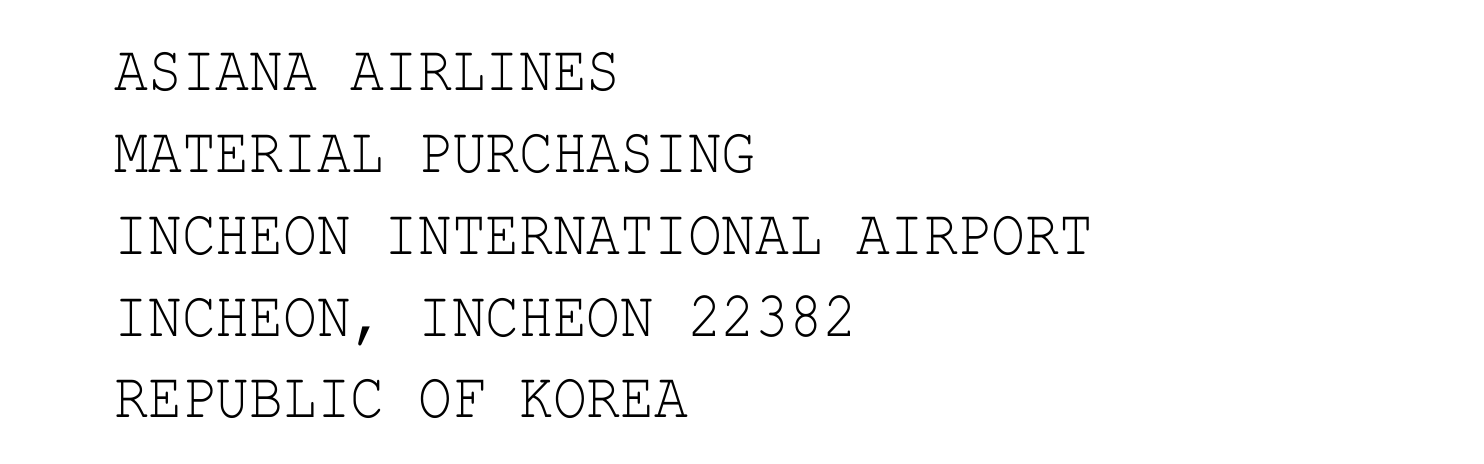 ASIANA AIRLINES
MATERIAL PURCHASING
INCHEON INTERNATIONAL AIRPORT
INCHEON, INCHEON 22382
REPUBLIC OF KOREA